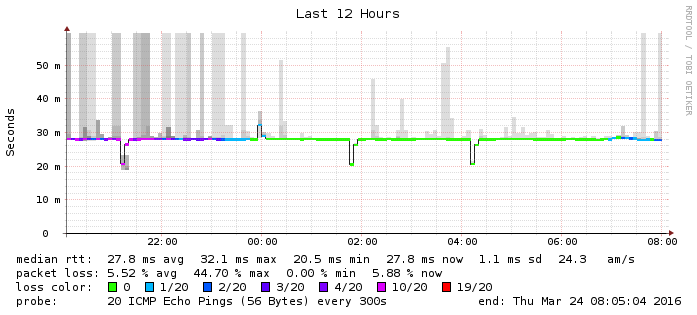 Last 12 Hours
RRDTOOL / TOBI OETIKER
Seconds
50 m
40 m
30 m
20 m
10 m
0
22:00 00:00 02:00 04:00 06:00 08:00
median rtt: 27.8 ms avg 32.1 ms max 20.5 ms min 27.8 ms now 1.1 ms sd 24.3 am/s
packet loss: 5.52 % avg 44.70 % max 0.00 % min 5.88 % now
loss color: 0 1/20 2/20 3/20 4/20 10/20 19/20
probe: 20 ICMP Echo Pings (56 Bytes) every 300s end: Thu Mar 24 08:05:04 2016